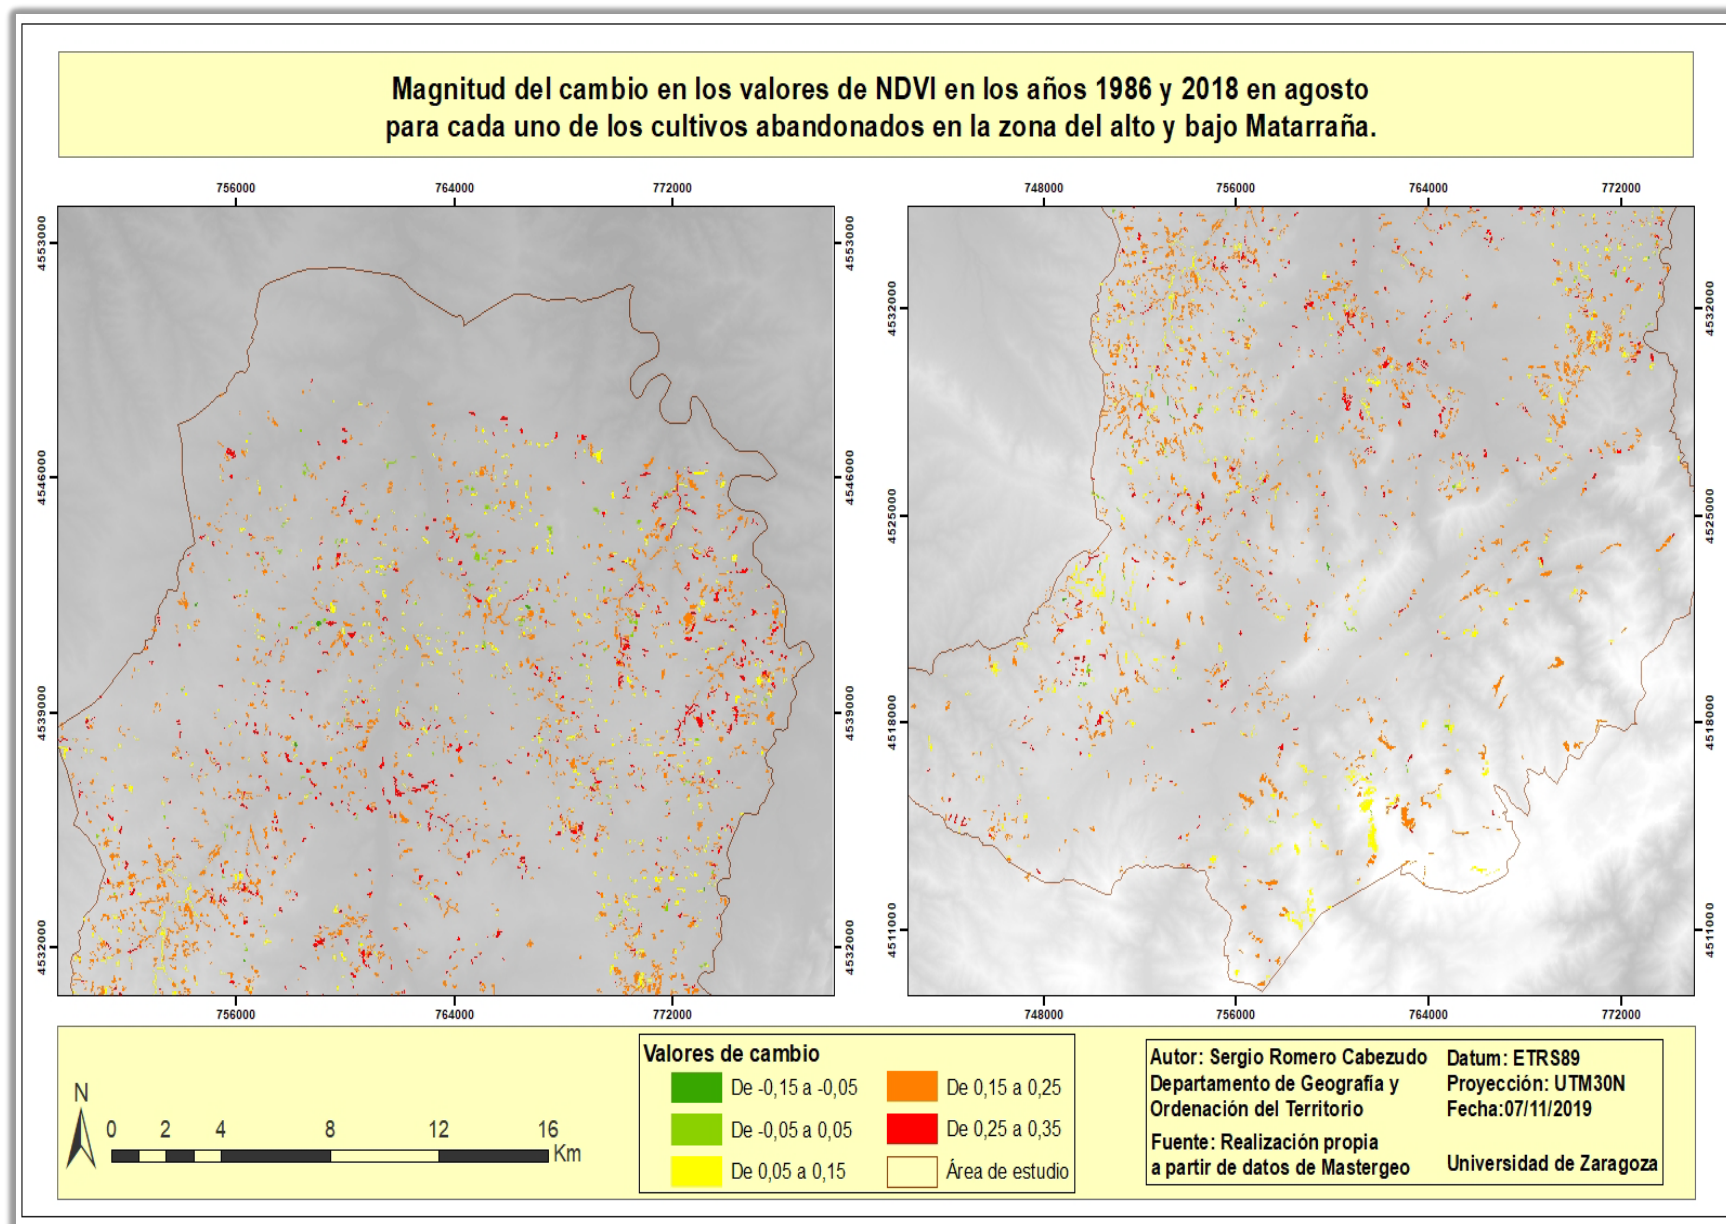 Magnitud del cambio en los valores de NDVI en los años 1986 y 2018 en agosto
para cada uno de los cultivos abandonados en la zona del alto y bajo Matarraña.
756000 764000 772000
748000 756000 764000 772000
4553000
4546000
4539000
4532000
4553000
4546000
4539000
4532000
4532000
4525000
4518000
4511000
4532000
4525000
4518000
4511000
756000 764000 772000
748000 756000 764000 772000
N
0 2 4 8 12 16
Km
Valores de cambio
De -0,15 a -0,05
De -0,05 a 0,05
De 0,05 a 0,15
De 0,15 a 0,25
De 0,25 a 0,35
Área de estudio
Autor: Sergio Romero Cabezudo
Departamento de Geografía y
Ordenación del Territorio
Fuente: Realización propia
a partir de datos de Mastergeo
Datum: ETRS89
Proyección: UTM30N
Fecha:07/11/2019
Universidad de Zaragoza